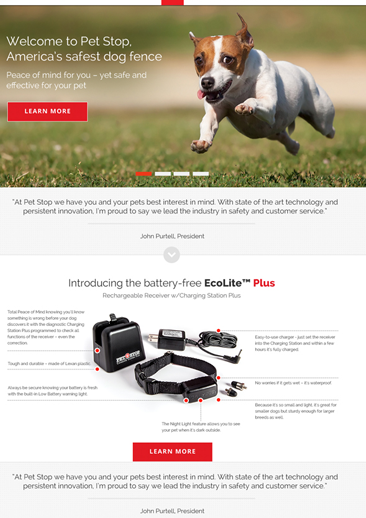 Welcome to Pet Stop,
America's safest dog fence
Peace of mind for you – yet safe and
effective for your pet
LEARN MORE
"At Pet Stop we have you and your pets best interest in mind. With state of the art technology and
persistent innovation, I'm proud to say we lead the industry in safety and customer service."
John Purtell, President
Introducing the battery-free EcoLite™ Plus
Rechargeable Receiver w/Charging Station Plus
Total Peace of Mind knowing you'll know
something is wrong before your dog
discovers it with the diagnostic Charging
Station Plus programmed to check all
functions of the receiver – even the
correction.
Tough and durable – made of Lexan plastic
Always be secure knowing your battery is fresh
with the built-in Low Battery warning light.
PET STOP
Easy-to-use charger - just set the receiver
into the Charging Station and within a few
hours it's fully charged.
No worries if it gets wet – it's waterproof
Because it's so small and light, it's great for
smaller dogs but sturdy enough for larger
breeds as well.
The Night Light feature allows you to see
your pet when it's dark outside.
LEARN MORE
"At Pet Stop we have you and your pets best interest in mind. With state of the art technology and
persistent innovation, I'm proud to say we lead the industry in safety and customer service."
John Purtell, President